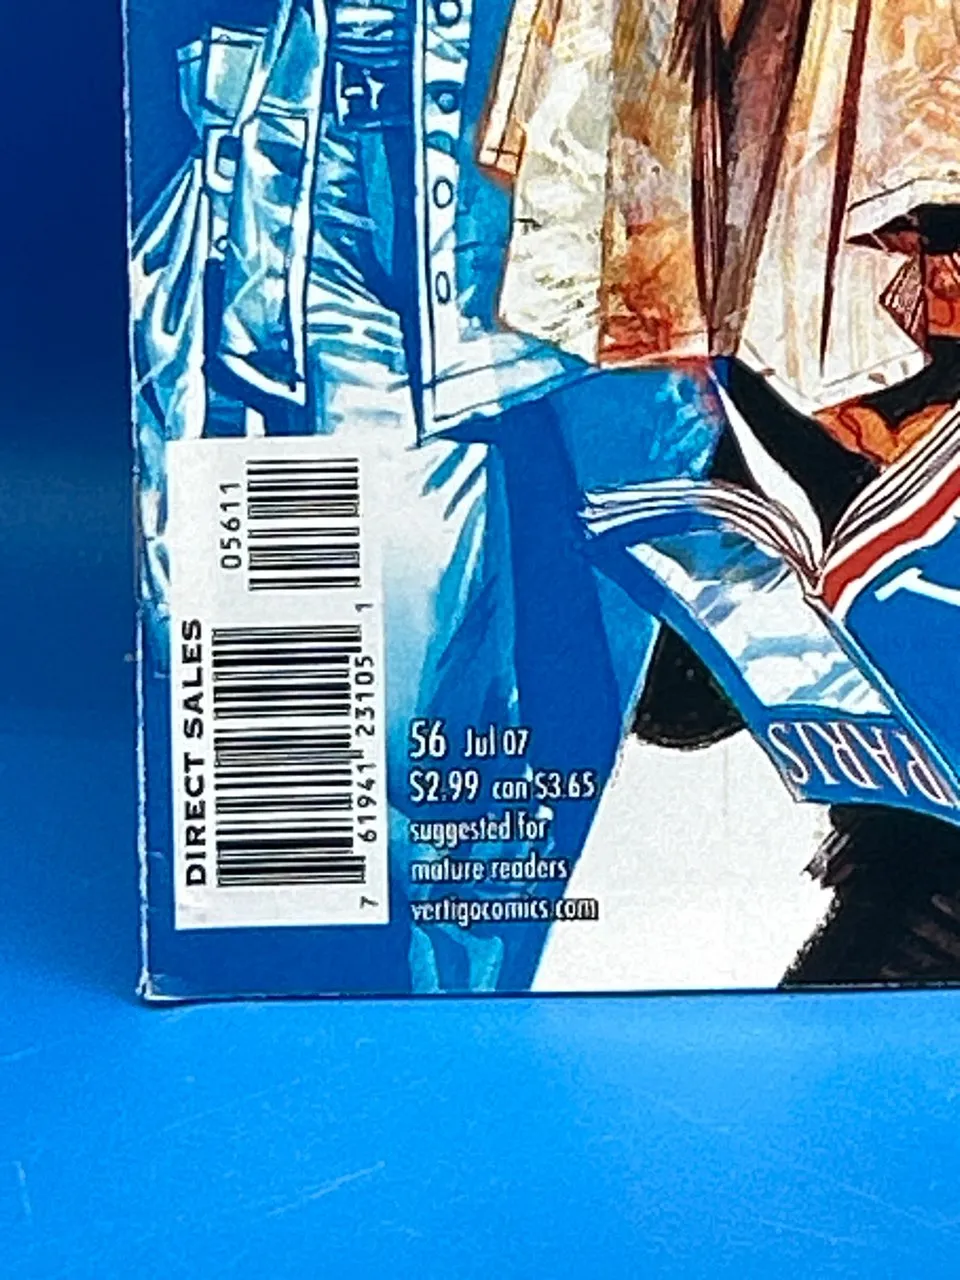 DIRECT SALES
7 61941 23105 1
05611
56 Jul 07
$2.99 can $3.65
suggested for
mature readers
vertigocomics.com
PARIS